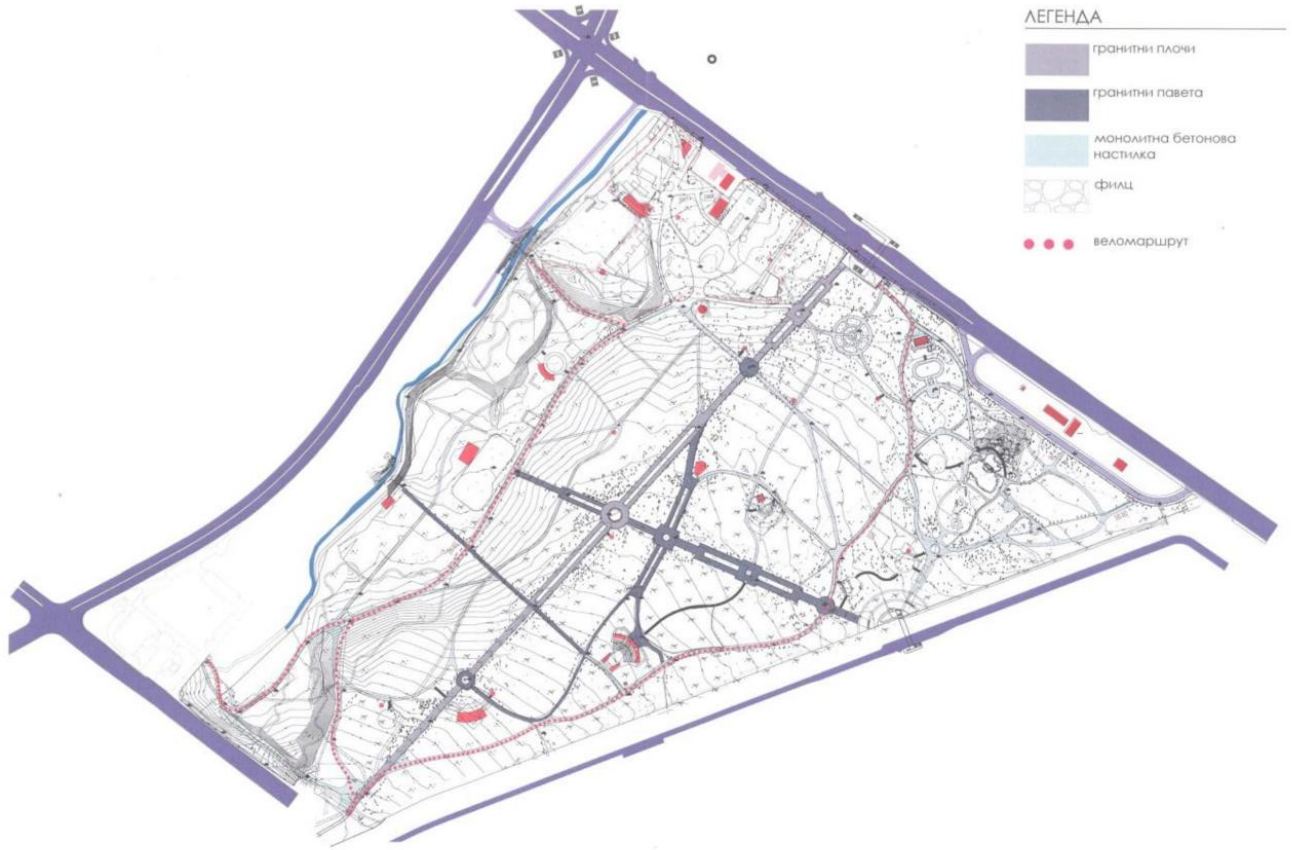 ЛЕГЕНДА
гранитни плочи
гранитни павета
монолитна бетонова
настилка
филц
веломаршрут